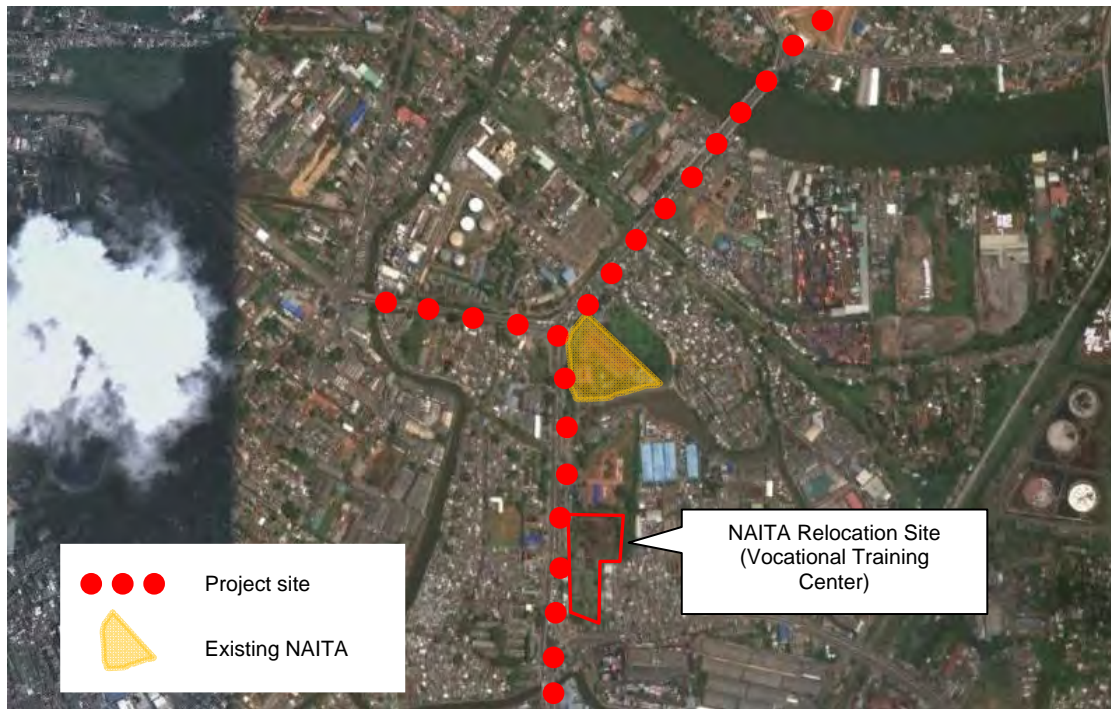 NAITA Relocation Site
(Vocational Training
Center)
Project site
Existing NAITA